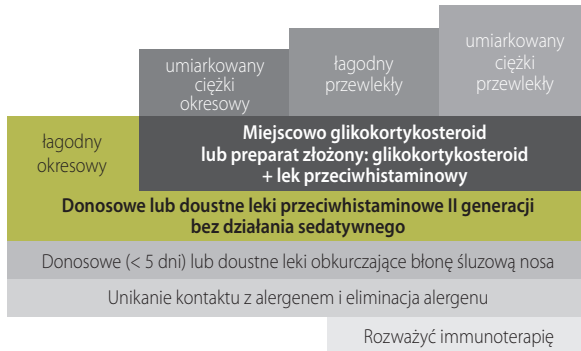 umiarkowany
ciężki
okresowy
łagodny
przewlekły
umiarkowany
ciężki
przewlekły
łagodny
okresowy
Miejscowo glikokortykosteroid
lub preparat złożony: glikokortykosteroid
+ lek przeciwhistaminowy
Donosowe lub doustne leki przeciwhistaminowe II generacji
bez działania sedatywnego
Donosowe (< 5 dni) lub doustne leki obkurczające błonę śluzową nosa
Unikanie kontaktu z alergenem i eliminacja alergenu
Rozważyć immunoterapię